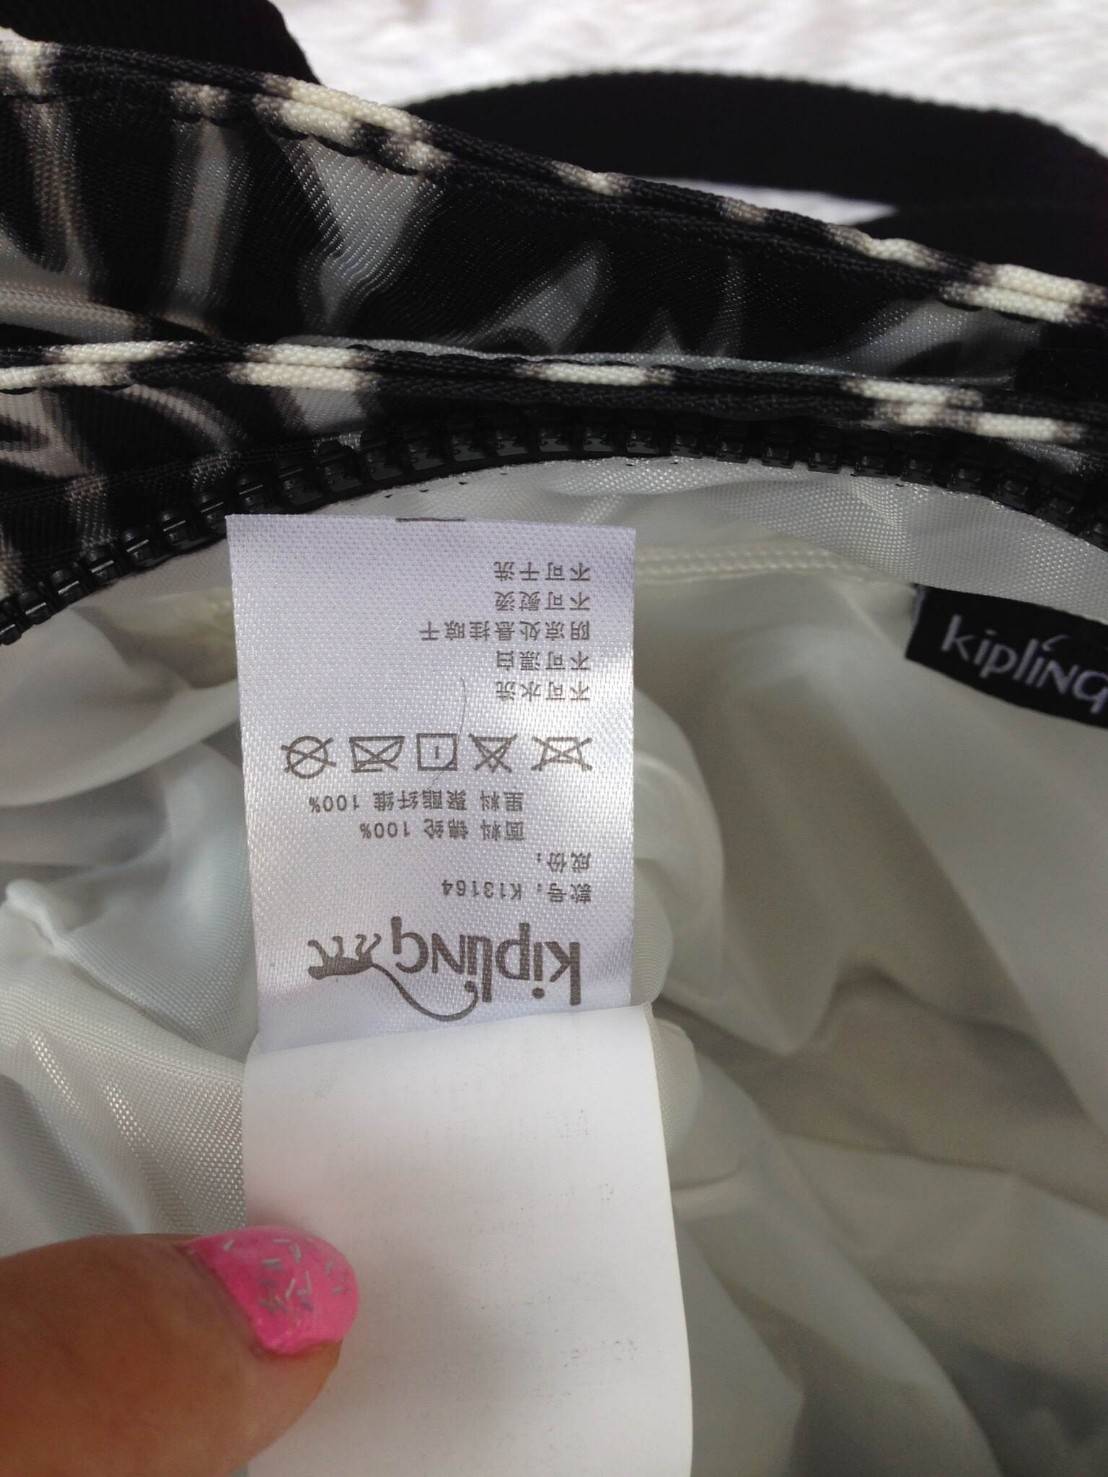 kipling
款号：K13164
成份：
面料 锦纶 100%
里料 聚酯纤维 100%
不可水洗
不可漂白
阴凉处悬挂晾干
不可熨烫
不可干洗
kipling